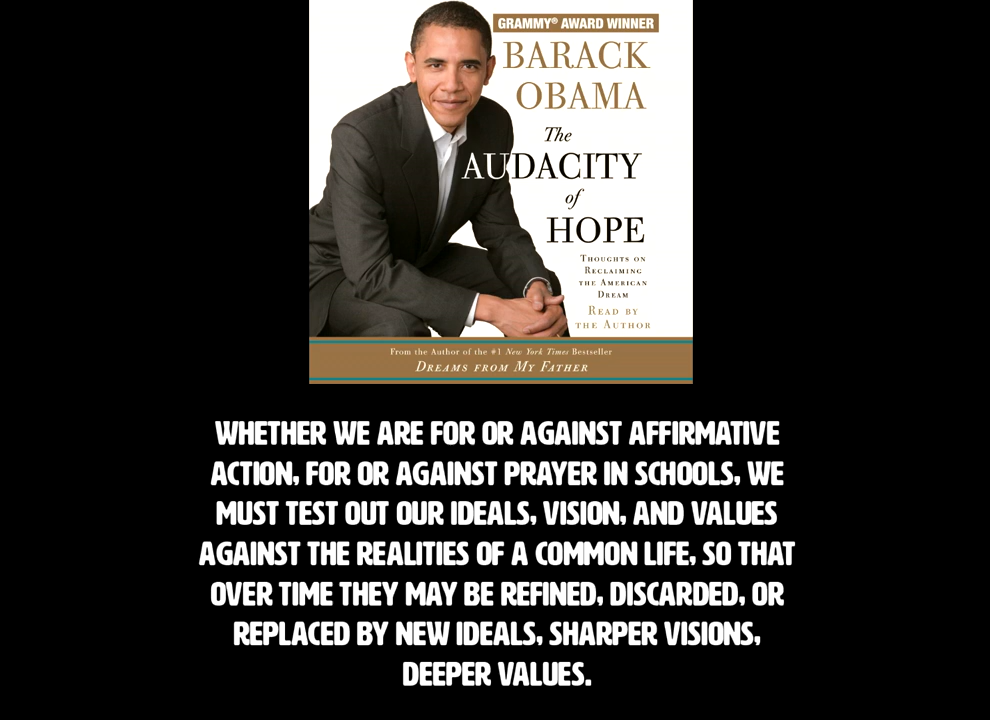 GRAMMY® AWARD WINNER
BARACK
OBAMA
The
AUDACITY
of
HOPE
THOUGHTS ON
RECLAIMING
THE AMERICAN
DREAM
READ BY
THE AUTHOR
From the Author of the #1 New York Times Bestseller
DREAMS FROM MY FATHER
WHETHER WE ARE FOR OR AGAINST AFFIRMATIVE
ACTION, FOR OR AGAINST PRAYER IN SCHOOLS, WE
MUST TEST OUT OUR IDEALS, VISION, AND VALUES
AGAINST THE REALITIES OF A COMMON LIFE, SO THAT
OVER TIME THEY MAY BE REFINED, DISCARDED, OR
REPLACED BY NEW IDEALS, SHARPER VISIONS,
DEEPER VALUES.